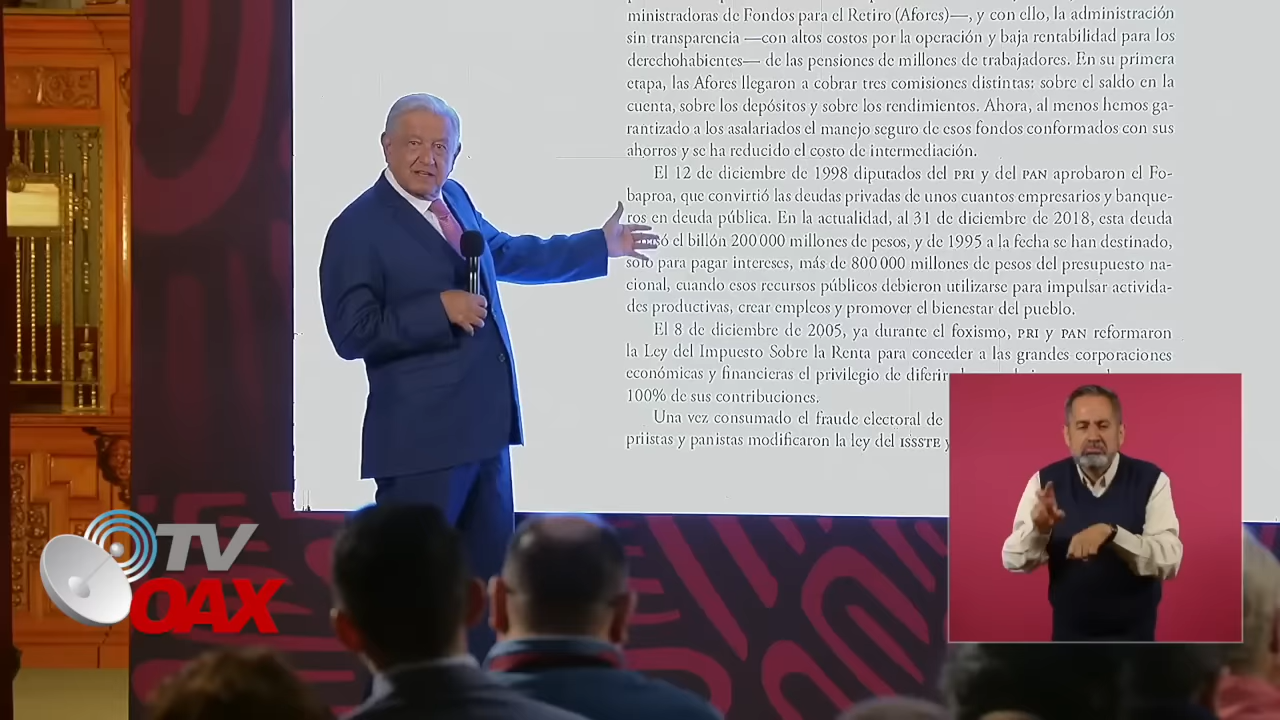 ministradoras de Fondos para el Retiro (Afores)—, y con ello, la administración
sin transparencia —con altos costos por la operación y baja rentabilidad para los
derechohabientes— de las pensiones de millones de trabajadores. En su primera
etapa, las Afores llegaron a cobrar tres comisiones distintas: sobre el saldo en la
cuenta, sobre los depósitos y sobre los rendimientos. Ahora, al menos hemos ga-
rantizado a los asalariados el manejo seguro de esos fondos conformados con sus
ahorros y se ha reducido el costo de intermediación.
El 12 de diciembre de 1998 diputados del PRI y del PAN aprobaron el Fo-
baproa, que convirtió las deudas privadas de unos cuantos empresarios y banque-
ros en deuda pública. En la actualidad, al 31 de diciembre de 2018, esta deuda
el billón 200 000 millones de pesos, y de 1995 a la fecha se han destinado,
sólo para pagar intereses, más de 800 000 millones de pesos del presupuesto na-
cional, cuando esos recursos públicos debieron utilizarse para impulsar activida-
des productivas, crear empleos y promover el bienestar del pueblo.
El 8 de diciembre de 2005, ya durante el foxismo, PRI y PAN reformaron
la Ley del Impuesto Sobre la Renta para conceder a las grandes corporaciones
económicas y financieras el privilegio de
100% de sus contribuciones.
Una vez consumado el fraude electoral de
priistas y panistas modificaron la ley del ISSSTE y
TV
OAX